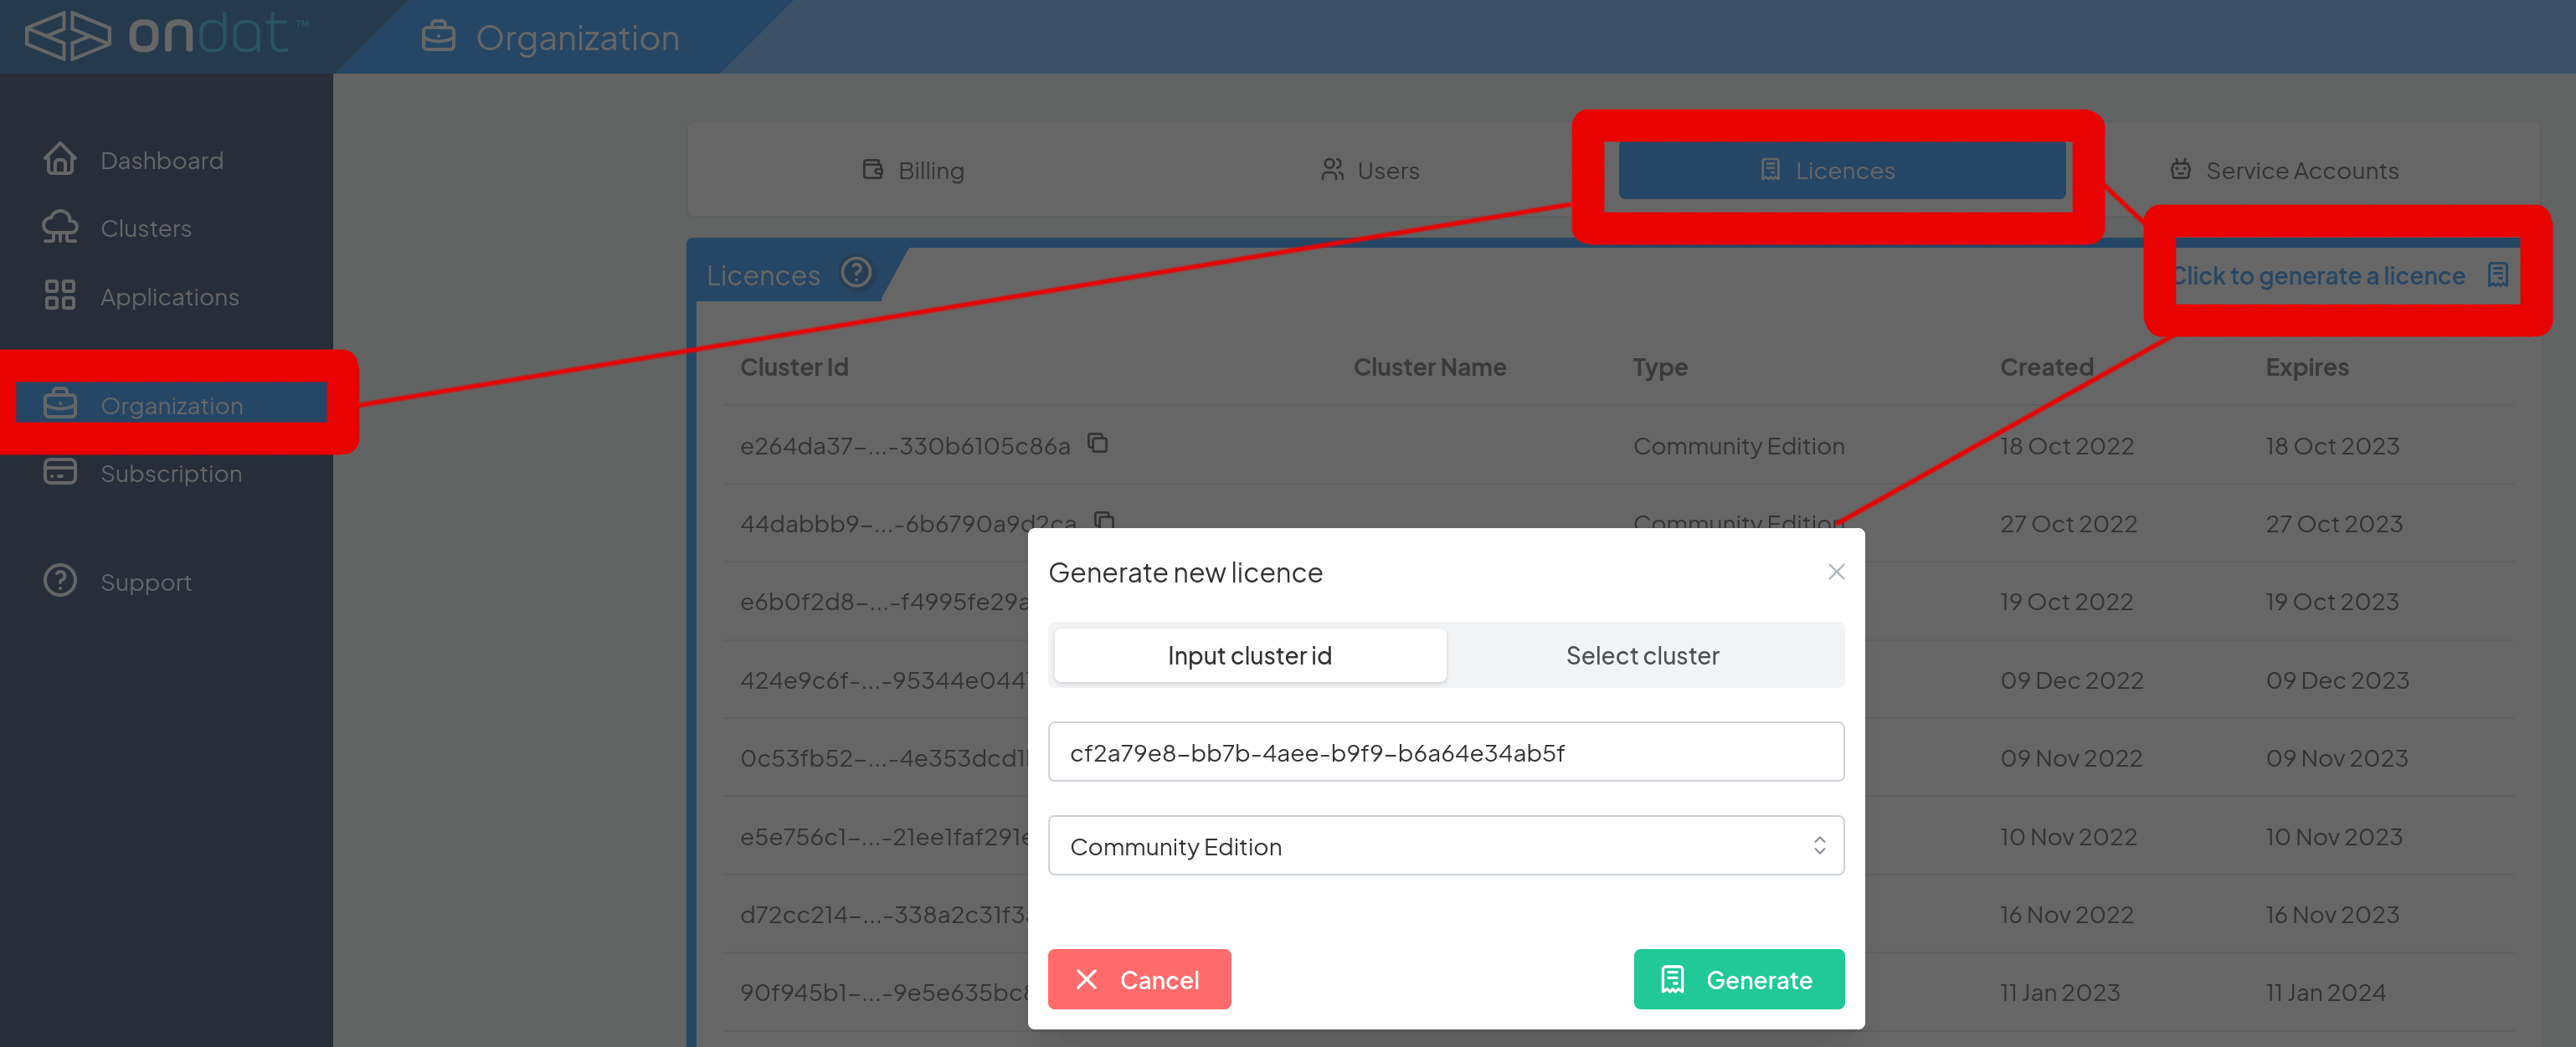 ondat™
Organization
Dashboard
Clusters
Applications
Organization
Subscription
Support
Billing
Users
Licences
Service Accounts
Licences
Click to generate a licence
Cluster Id Cluster Name Type Created Expires
e264da37-...-330b6105c86a Community Edition 18 Oct 2022 18 Oct 2023
44dabbb9-...-6b6790a9d2ca Community Edition 27 Oct 2022 27 Oct 2023
e6b0f2d8-...-f4995fe29a 19 Oct 2022 19 Oct 2023
424e9c6f-...-95344e044 09 Dec 2022 09 Dec 2023
0c53fb52-...-4e353dcd1 09 Nov 2022 09 Nov 2023
e5e756c1-...-21ee1faf291e 10 Nov 2022 10 Nov 2023
d72cc214-...-338a2c31f3 16 Nov 2022 16 Nov 2023
90f945b1-...-9e5e635bc 11 Jan 2023 11 Jan 2024
Generate new licence
Input cluster id
Select cluster
cf2a79e8-bb7b-4aee-b9f9-b6a64e34ab5f
Community Edition
Cancel
Generate